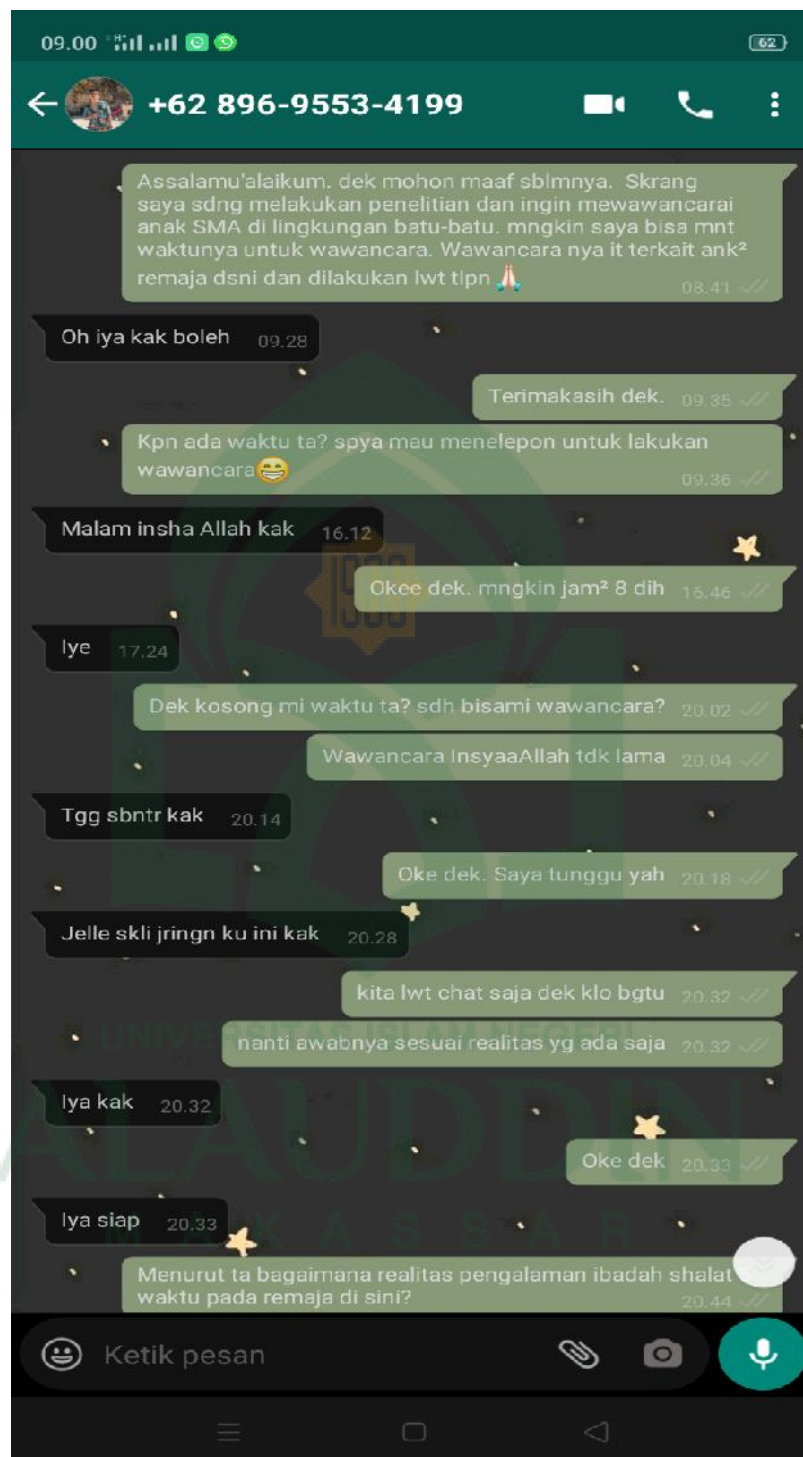 09.00
62
+62 896-9553-4199
Assalamu'alaikum. dek mohon maaf sblmnya. Skrang
saya sdng melakukan penelitian dan ingin mewawancarai
anak SMA di lingkungan batu-batu. mngkin saya bisa mnt
waktunya untuk wawancara. Wawancara nya it terkait ank²
remaja dsni dan dilakukan lwt tlpn 🙏🏻
08.41
Oh iya kak boleh 09.28
Terimakasih dek. 09.35
Kpn ada waktu ta? spya mau menelepon untuk lakukan
wawancara😁
09.36
Malam insha Allah kak 16.12
Okee dek. mngkin jam² 8 dih 16.46
Iye 17.24
Dek kosong mi waktu ta? sdh bisami wawancara? 20.02
Wawancara InsyaaAllah tdk lama 20.04
Tgg sbntr kak 20.14
Oke dek. Saya tunggu yah 20.18
Jelle skli jringn ku ini kak 20.28
kita lwt chat saja dek klo bgtu 20.32
nanti awabnya sesuai realitas yg ada saja 20.32
Iya kak 20.32
Oke dek 20.33
Iya siap 20.33
Menurut ta bagaimana realitas pengalaman ibadah shalat
waktu pada remaja di sini?
20.44
Ketik pesan
1965
UNIVERSITAS ISLAM NEGERI
ALAUDDIN
MAKASSAR